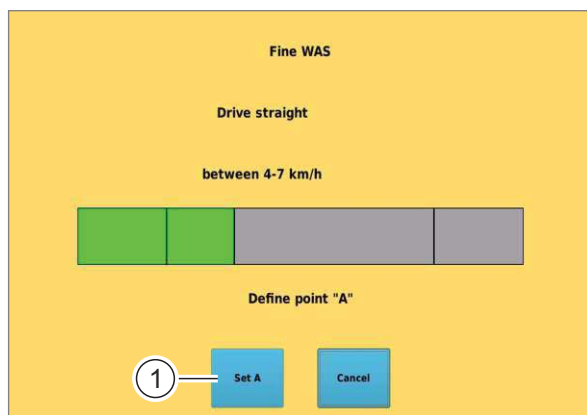 Fine WAS
Drive straight
between 4-7 km/h
Define point "A"
1 Set A Cancel